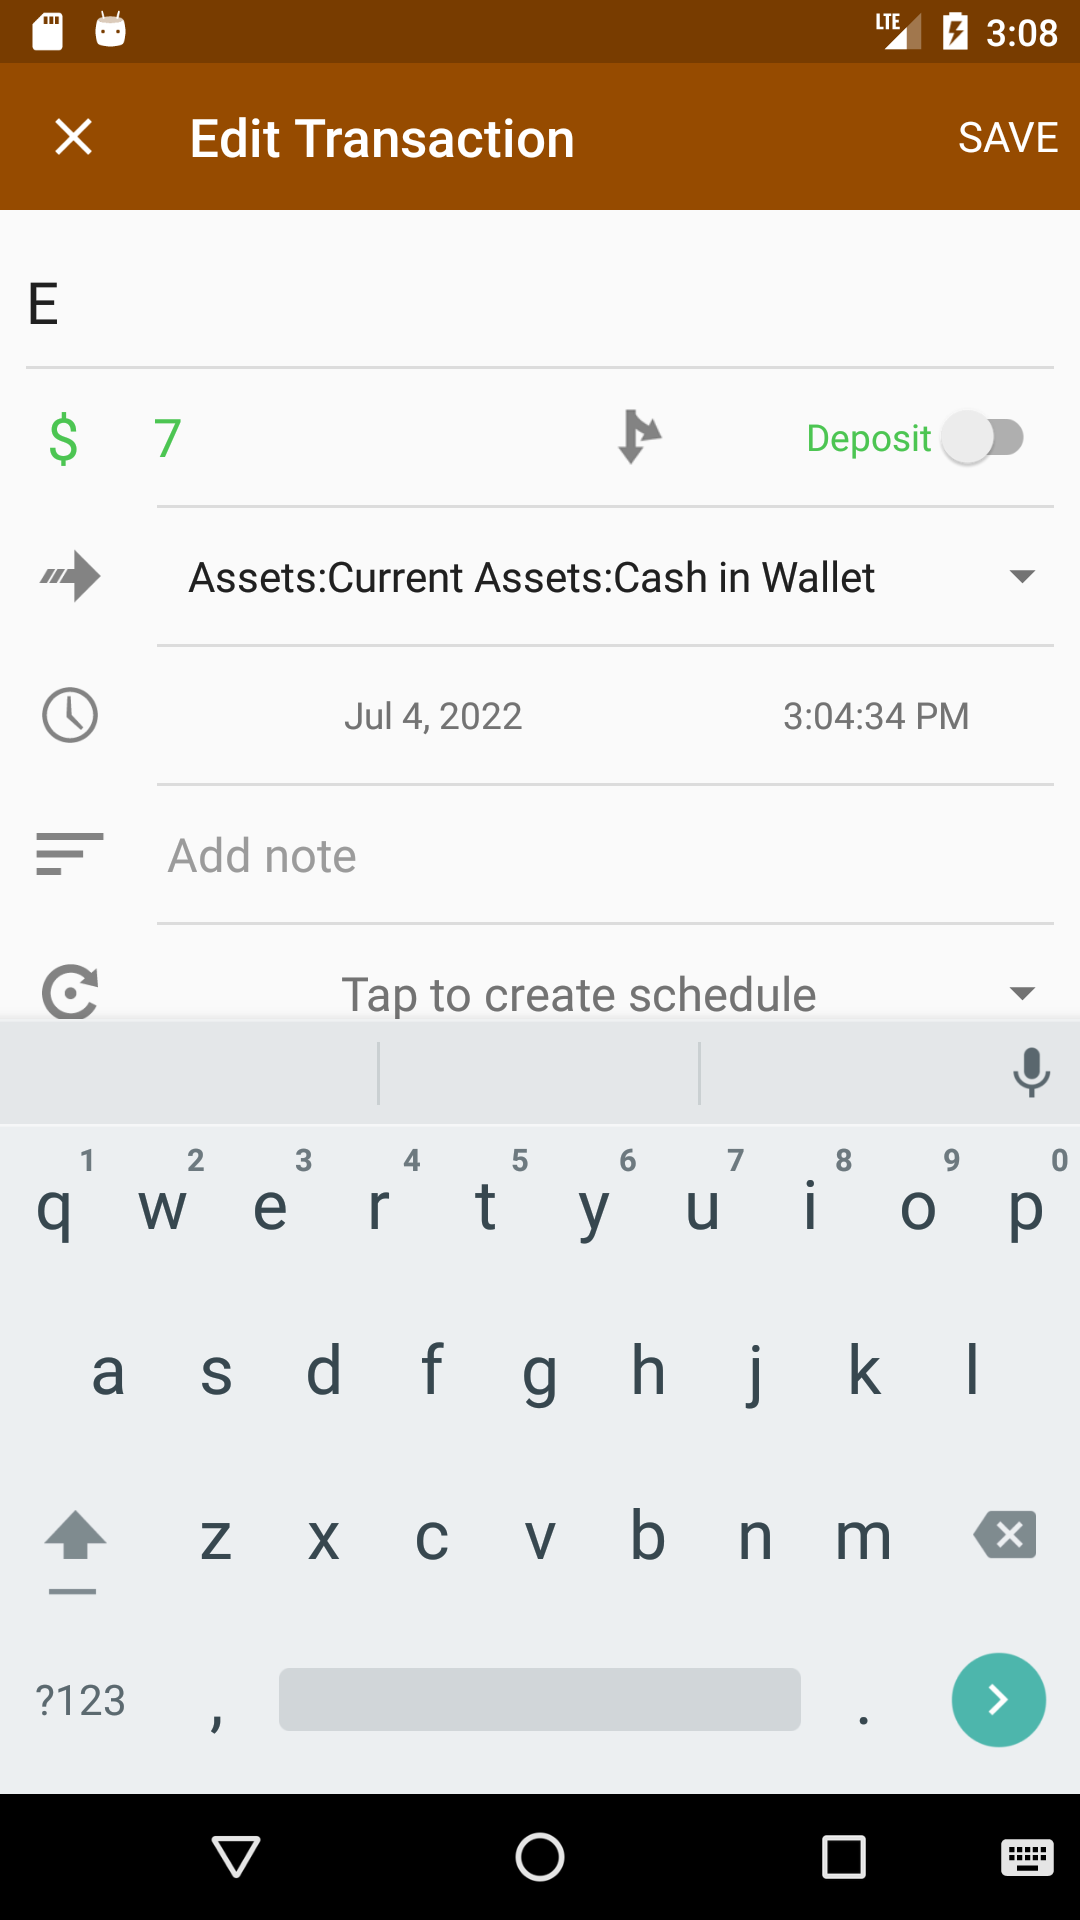 LTE 3:08
Edit Transaction SAVE
E
$ 7 Deposit
Assets:Current Assets:Cash in Wallet
Jul 4, 2022 3:04:34 PM
Add note
Tap to create schedule
1 2 3 4 5 6 7 8 9 0
q w e r t y u i o p
a s d f g h j k l
z x c v b n m
?123 , .